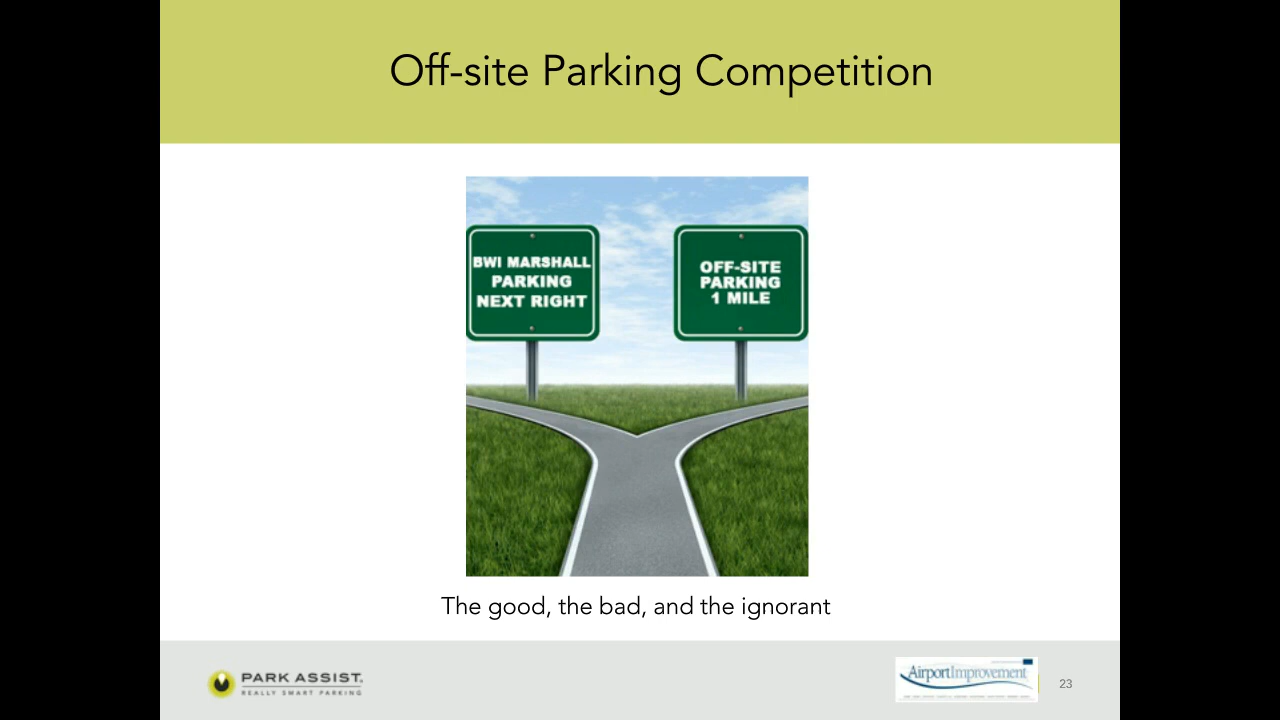 Off-site Parking Competition
BWI MARSHALL
PARKING
NEXT RIGHT
OFF-SITE
PARKING
1 MILE
The good, the bad, and the ignorant
PARK ASSIST.
REALLY SMART PARKING
AirportImprovement
23